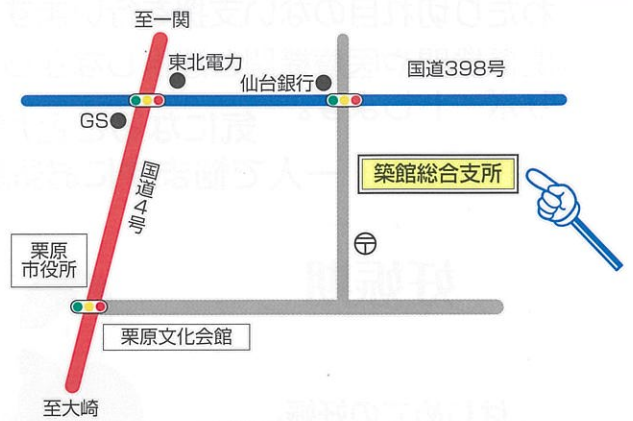 至一関
東北電力
仙台銀行
国道398号
GS
国道4号
築館総合支所
栗原
市役所
〒
栗原文化会館
至大崎